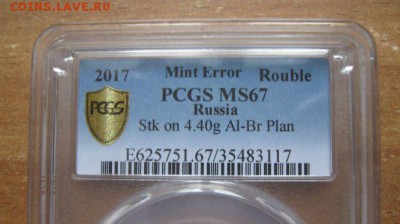 COINS.LAV.RU
2017 Mint Error Rouble
PCGS PCGS MS67
Russia
Stk on 4.40g Al-Br Plan
E625751.67/35483117